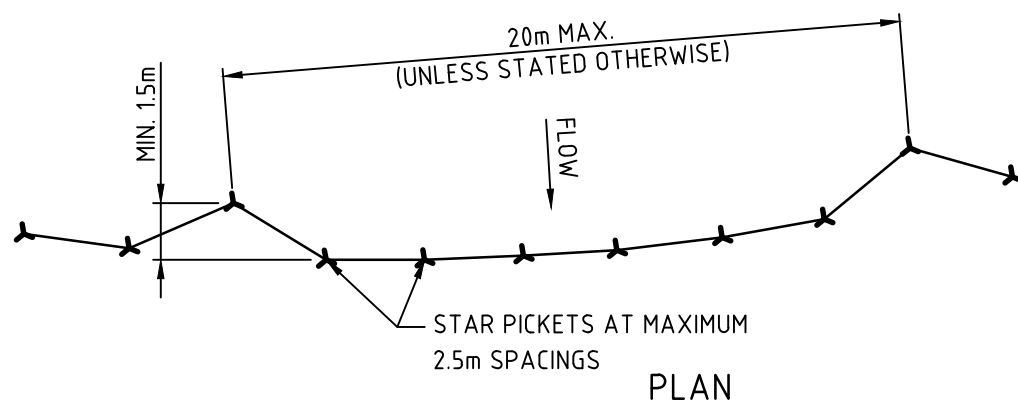 20m MAX.
(UNLESS STATED OTHERWISE)
MIN. 1.5m
FLOW
STAR PICKETS AT MAXIMUM
2.5m SPACINGS
PLAN